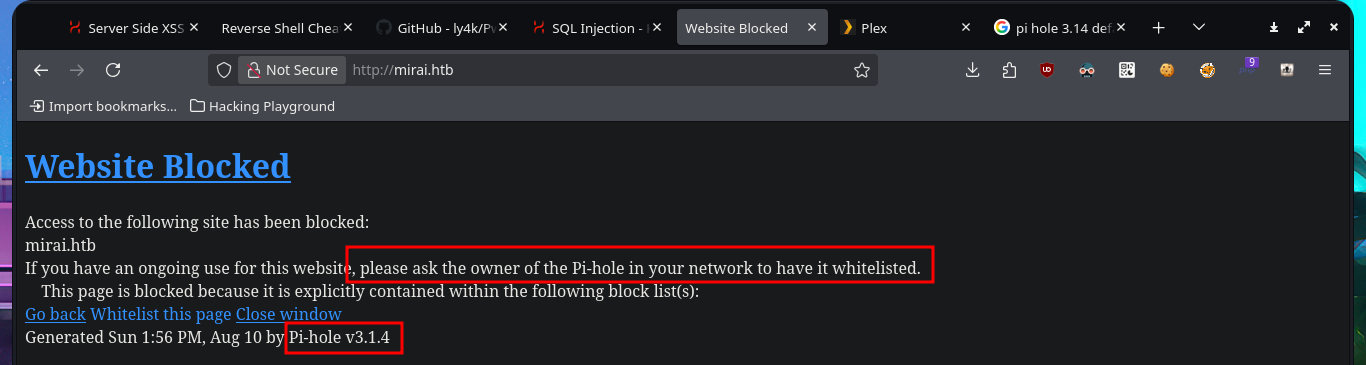 Server Side XSS
Reverse Shell Chea
GitHub - ly4k/Pv
SQL Injection -
Website Blocked
Plex
pi hole 3.14 def
Not Secure
http://mirai.htb
9
Import bookmarks...
Hacking Playground
Website Blocked
Access to the following site has been blocked:
mirai.htb
If you have an ongoing use for this website, please ask the owner of the Pi-hole in your network to have it whitelisted.
This page is blocked because it is explicitly contained within the following block list(s):
Go back Whitelist this page Close window
Generated Sun 1:56 PM, Aug 10 by Pi-hole v3.1.4